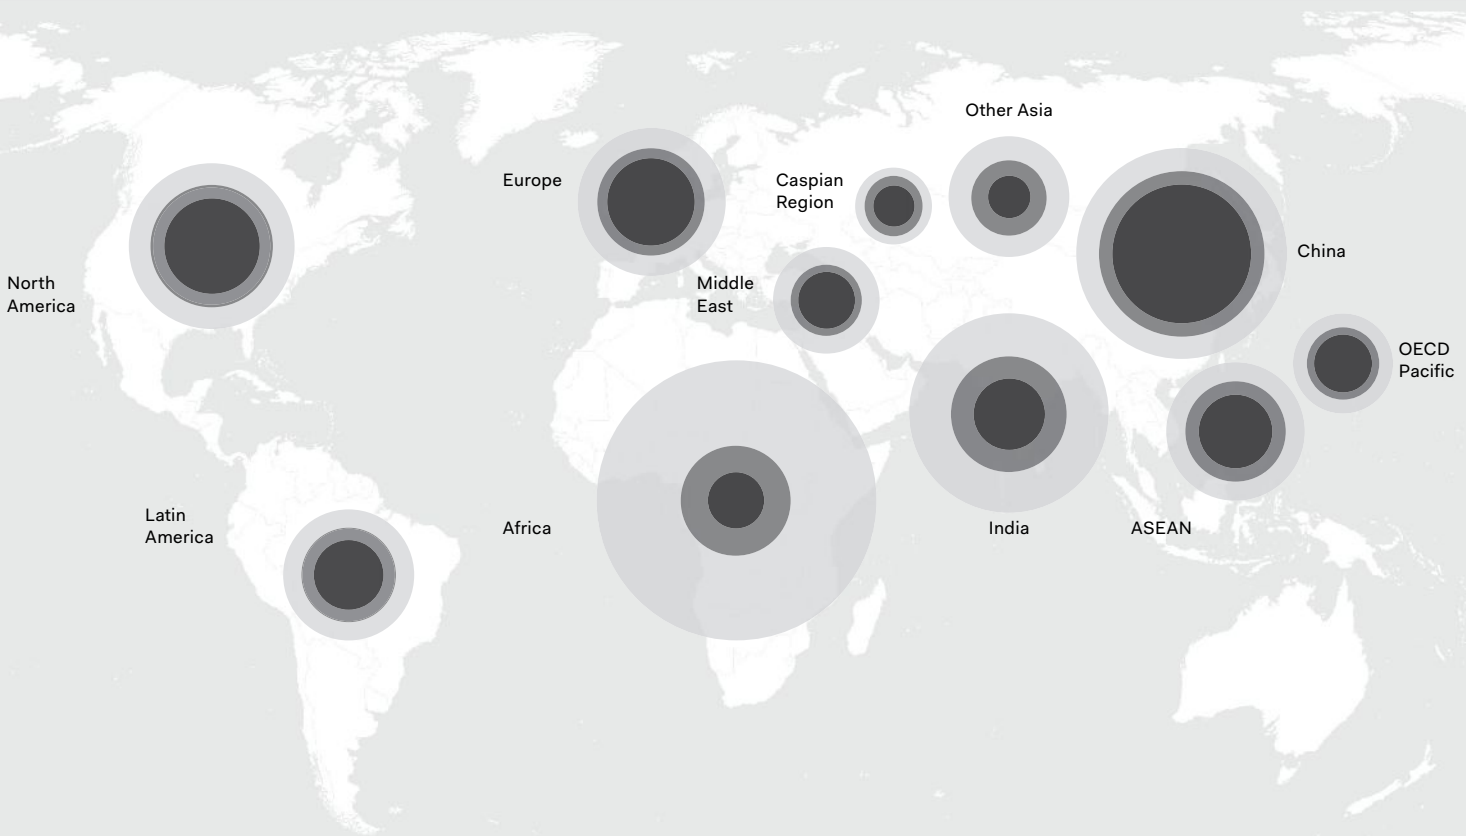 Other Asia
Europe
Caspian
Region
China
North
America
Middle
East
OECD
Pacific
Latin
America
Africa
India
ASEAN